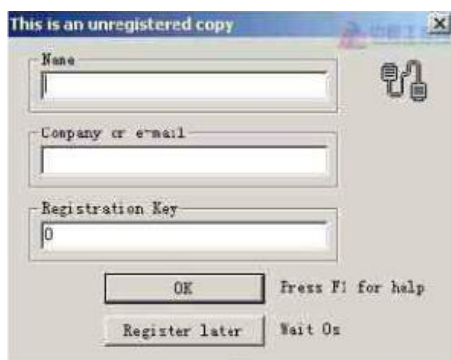 This is an unregistered copy
Name
Company or e-mail
Registration Key
0
OK
Press F1 for help
Register later
Wait 0s